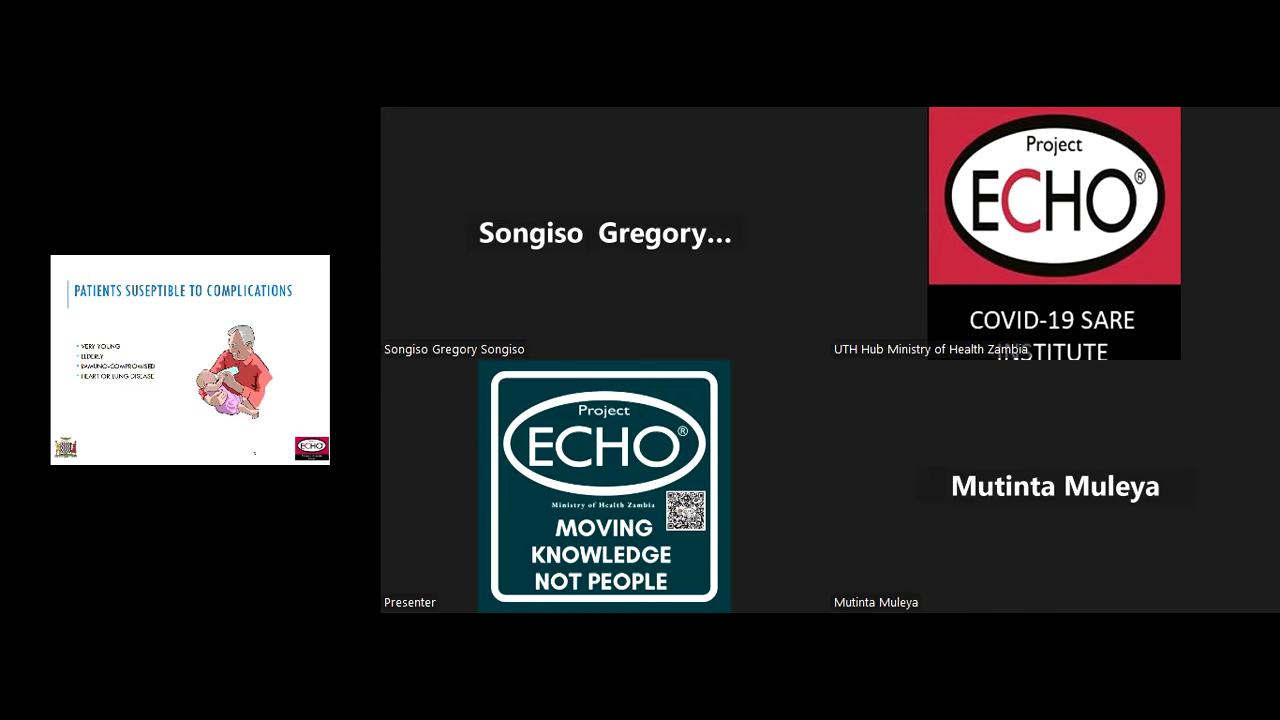 PATIENTS SUSEPTIBLE TO COMPLICATIONS
VERY YOUNG
ELDERLY
IMMUNO-COMPROMISED
HEART OR LUNG DISEASE
Songiso Gregory...
Songiso Gregory Songiso
Project
ECHO®
COVID-19 SARE
INSTITUTE
UTH Hub Ministry of Health Zambia
Project
ECHO®
Ministry of Health Zambia
MOVING
KNOWLEDGE
NOT PEOPLE
Presenter
Mutinta Muleya
Mutinta Muleya
ECHO